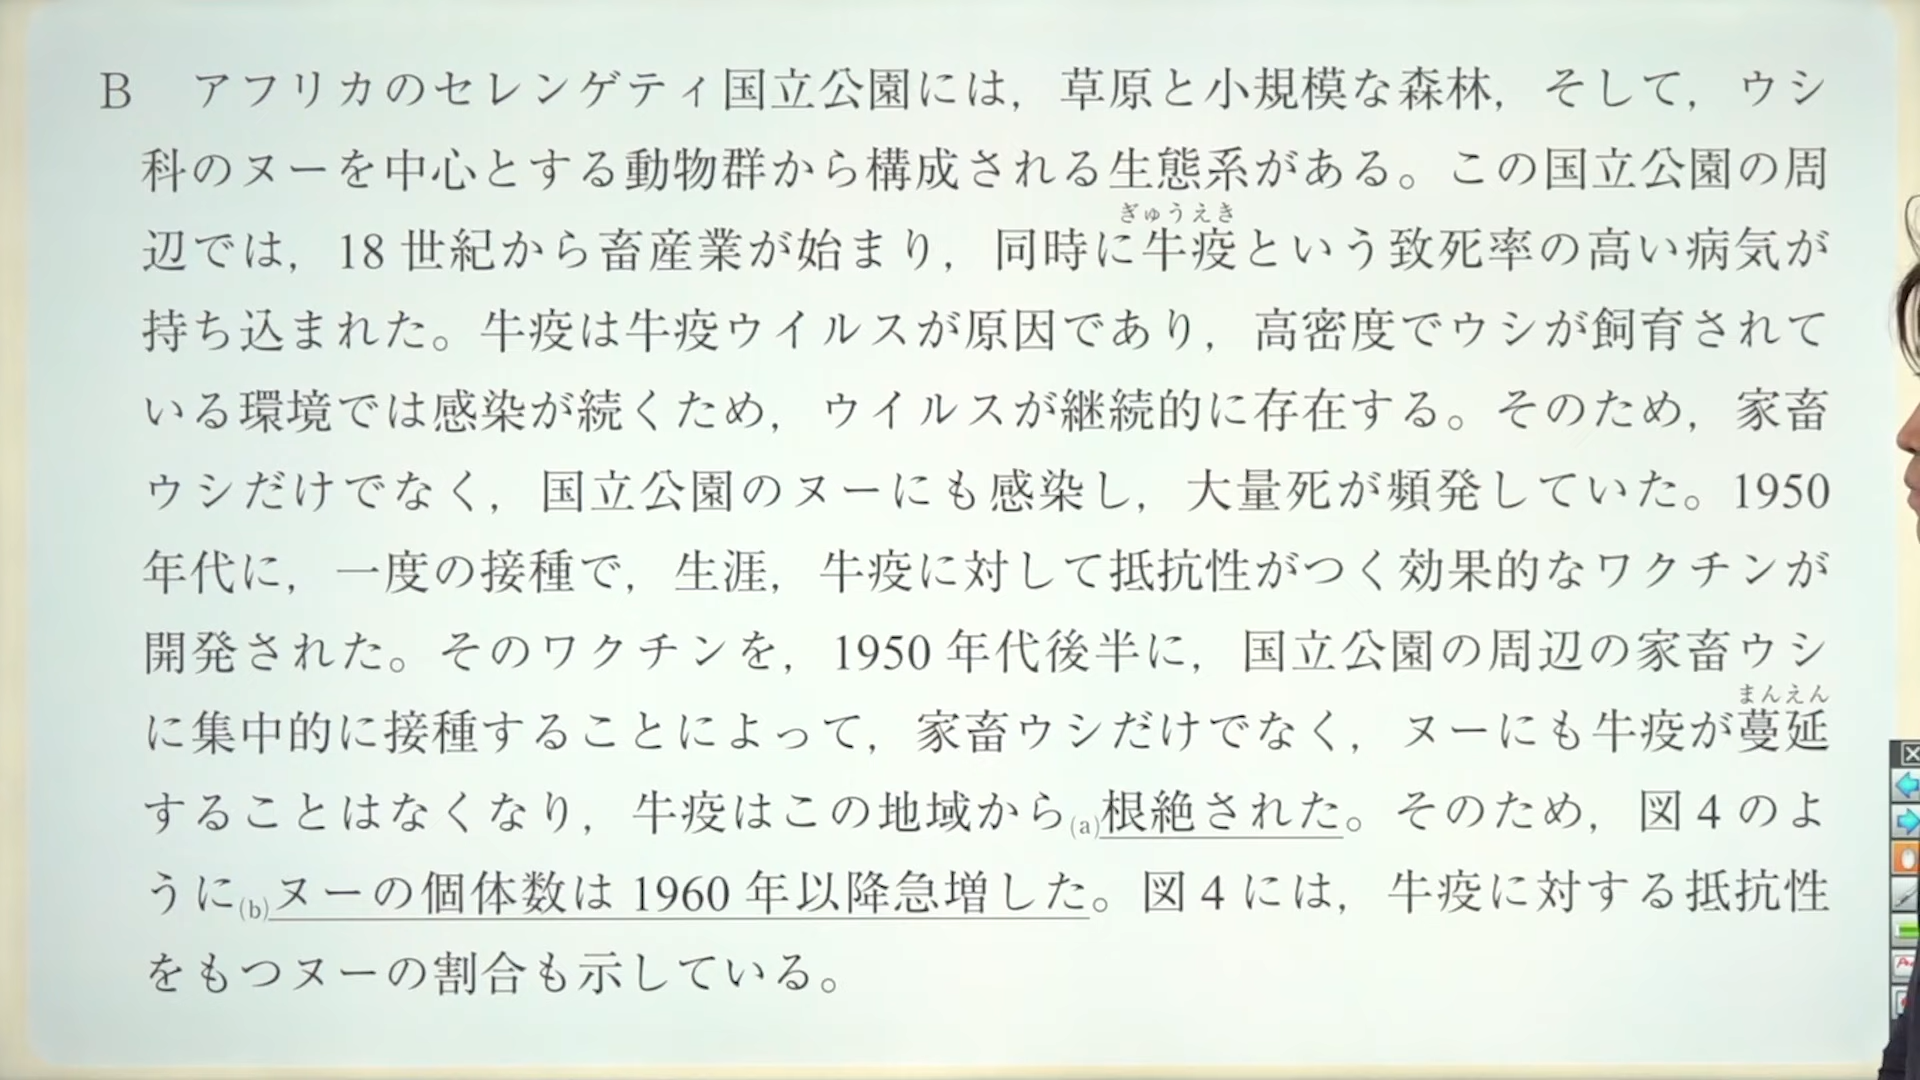 B アフリカのセレンゲティ国立公園には，草原と小規模な森林，そして，ウシ
科のヌーを中心とする動物群から構成される生態系がある。この国立公園の周
辺では，18 世紀から畜産業が始まり，同時に牛疫という致死率の高い病気が
ぎゅうえき
持ち込まれた。牛疫は牛疫ウイルスが原因であり，高密度でウシが飼育されて
いる環境では感染が続くため，ウイルスが継続的に存在する。そのため，家畜
ウシだけでなく，国立公園のヌーにも感染し，大量死が頻発していた。1950
年代に，一度の接種で，生涯，牛疫に対して抵抗性がつく効果的なワクチンが
開発された。そのワクチンを，1950 年代後半に，国立公園の周辺の家畜ウシ
に集中的に接種することによって，家畜ウシだけでなく，ヌーにも牛疫が蔓延
まんえん
することはなくなり，牛疫はこの地域から(a)根絶された。そのため，図 4 のよ
うに(b)ヌーの個体数は 1960 年以降急増した。図 4 には，牛疫に対する抵抗性
をもつヌーの割合も示している。